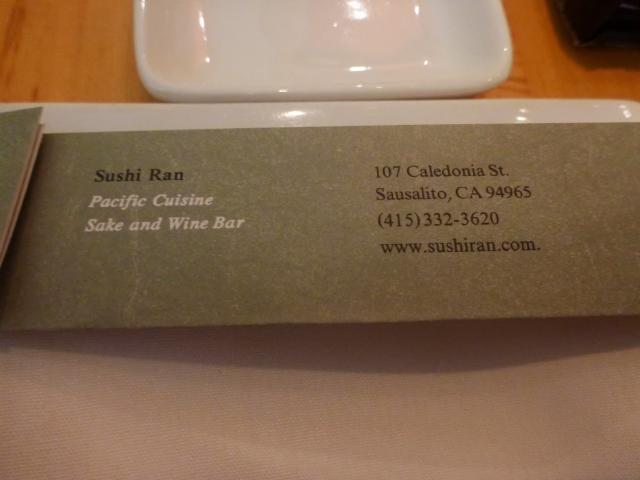 Sushi Ran
Pacific Cuisine
Sake and Wine Bar
107 Caledonia St.
Sausalito, CA 94965
(415)332-3620
www.sushiran.com.